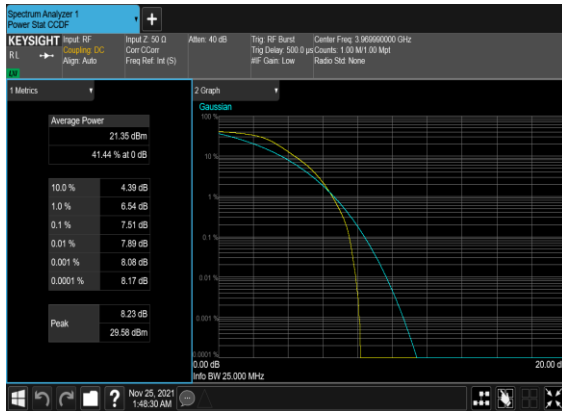 Spectrum Analyzer 1
Power Stat CCDF
+
KEYSIGHT
RL
Input: RF
Coupling: DC
Align: Auto
Input Z: 50 Ω
Corr CCorr
Freq Ref: Int (S)
Atten: 40 dB
Trig: RF Burst
Trig Delay: 500.0 µs
#IF Gain: Low
Center Freq: 3.969990000 GHz
Counts: 1.00 M/1.00 Mpt
Radio Std: None
1 Metrics
Average Power
21.35 dBm
41.44 % at 0 dB
10.0 % 4.39 dB
1.0 % 6.54 dB
0.1 % 7.51 dB
0.01 % 7.89 dB
0.001 % 8.08 dB
0.0001 % 8.17 dB
Peak
8.23 dB
29.58 dBm
2 Graph
Gaussian
100 %
10 %
1 %
0.1 %
0.01 %
0.001 %
0.0001 %
0.00 dB
20.00 d
Info BW 25.000 MHz
?
Nov 25, 2021
1:48:30 AM